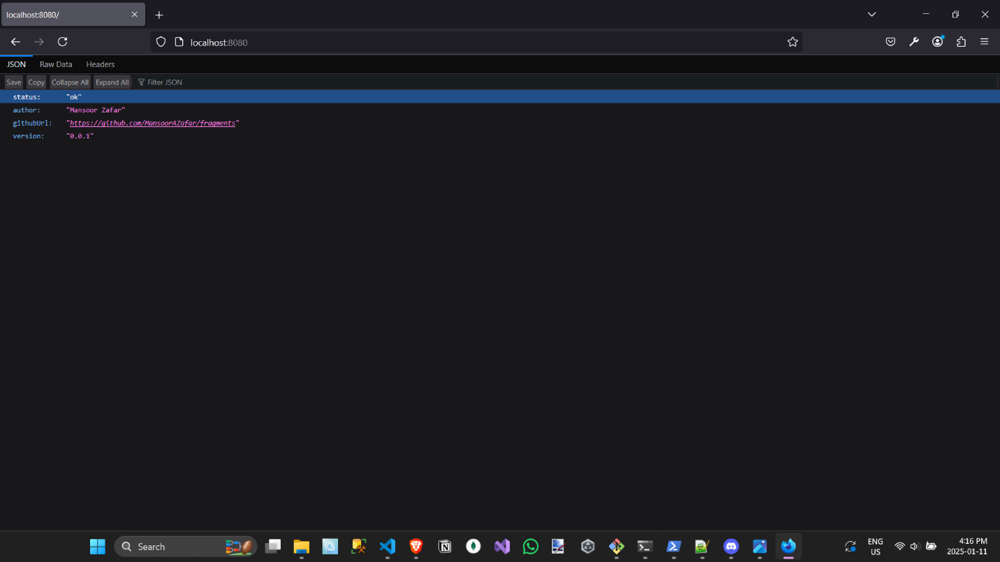 localhost:8080/
localhost:8080
JSON Raw Data Headers
Save Copy Collapse All Expand All Filter JSON
status: "ok"
author: "Mansoor Zafar"
githubUrl: "https://github.com/MansoorAZafar/fragments"
version: "0.0.1"
Search
ENG
US
4:16 PM
2025-01-11